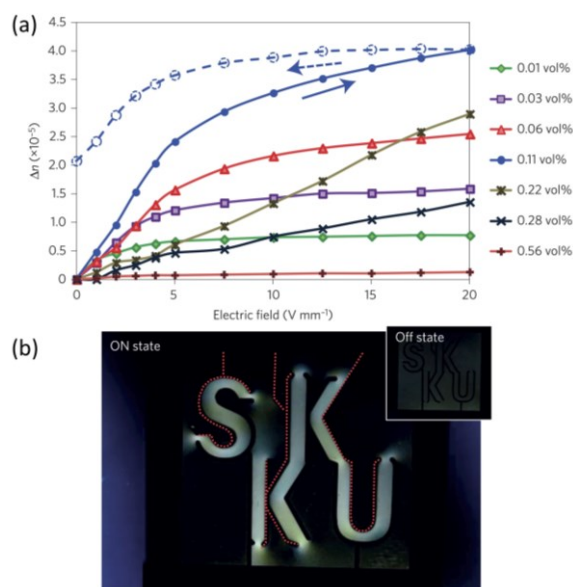 (a)
4.5
4.0
3.5
3.0
2.5
2.0
1.5
1.0
0.5
0
Δn (×10⁻⁵)
0 5 10 15 20
Electric field (V mm⁻¹)
0.01 vol%
0.03 vol%
0.06 vol%
0.11 vol%
0.22 vol%
0.28 vol%
0.56 vol%
(b)
ON state
Off state
SKKU
SKKU